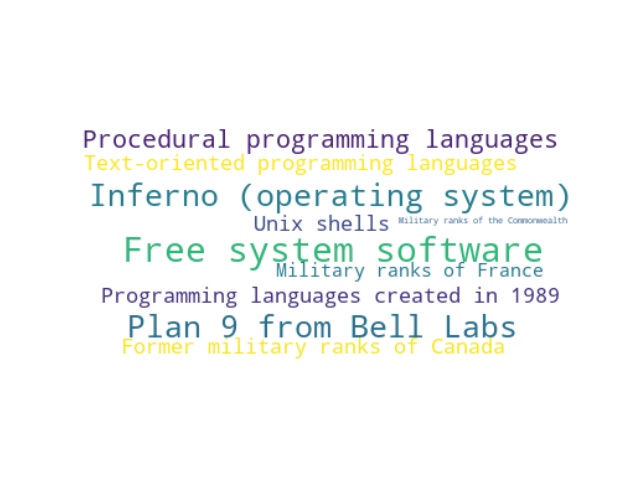 Procedural programming languages
Text-oriented programming languages
Inferno (operating system)
Unix shells
Military ranks of the Commonwealth
Free system software
Military ranks of France
Programming languages created in 1989
Plan 9 from Bell Labs
Former military ranks of Canada